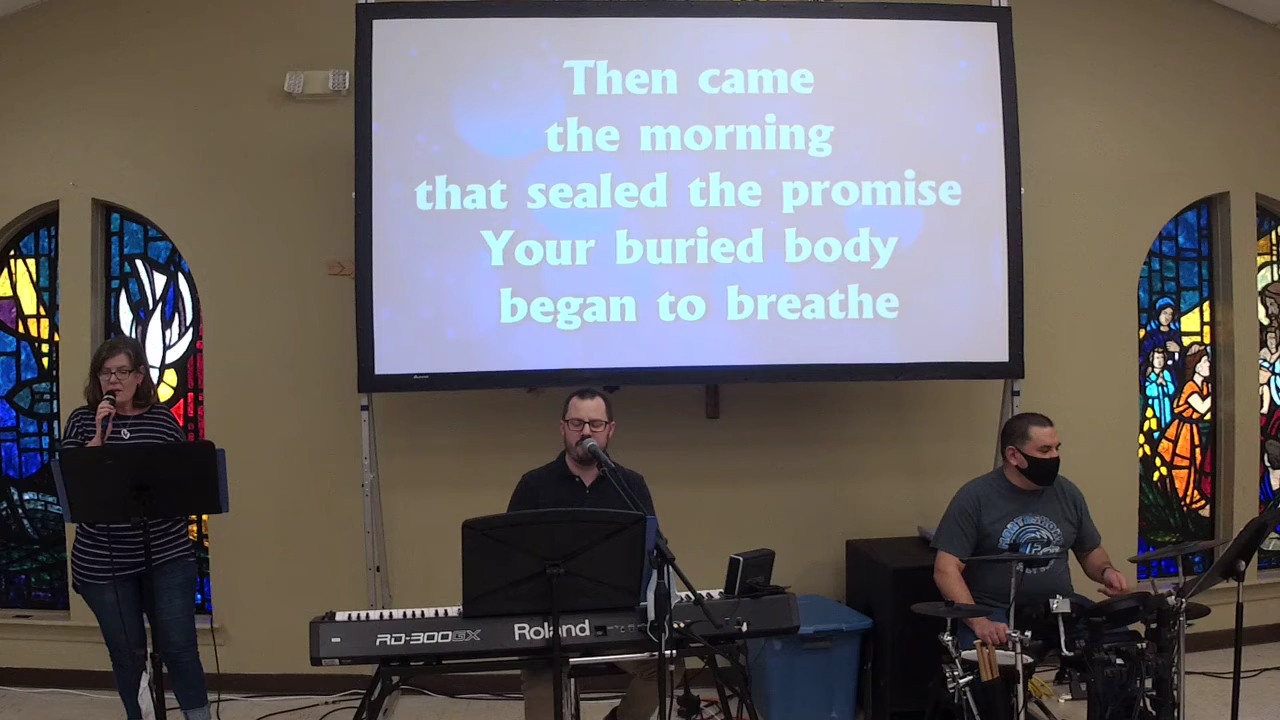 Then came
the morning
that sealed the promise
Your buried body
began to breathe
RD-300GX Roland